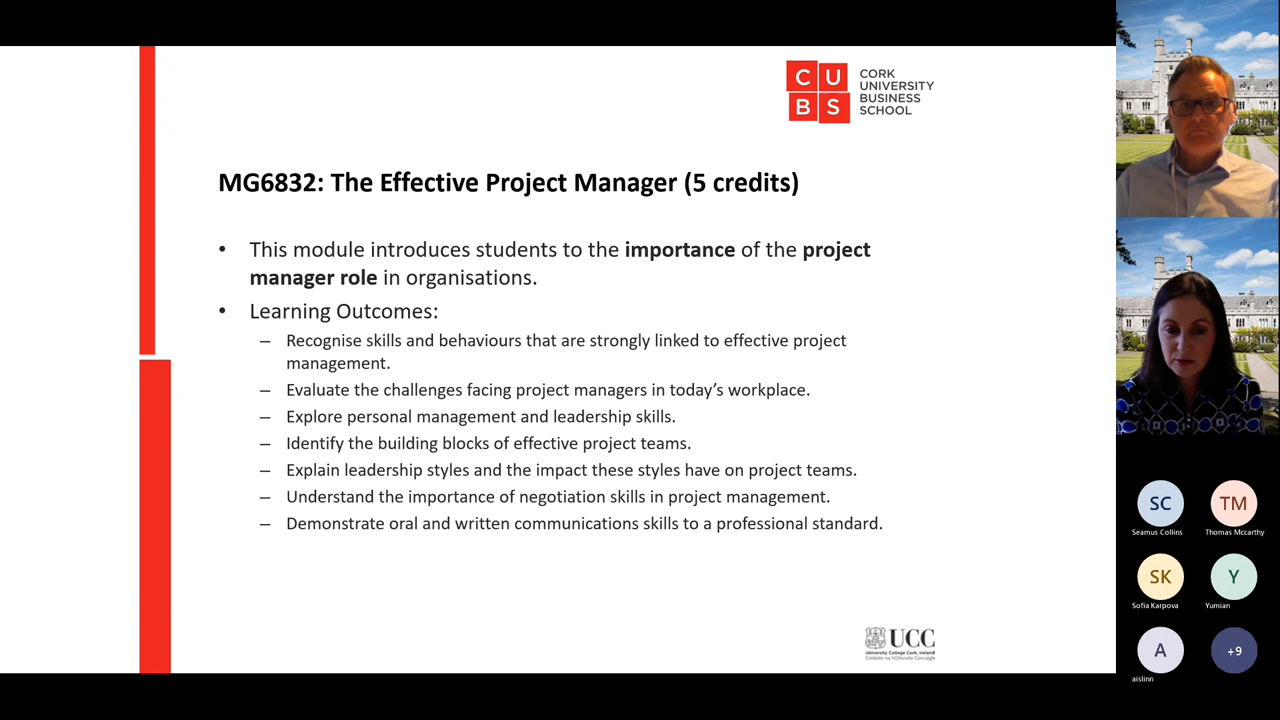 C U
B S
CORK
UNIVERSITY
BUSINESS
SCHOOL
MG6832: The Effective Project Manager (5 credits)
• This module introduces students to the importance of the project
manager role in organisations.
• Learning Outcomes:
– Recognise skills and behaviours that are strongly linked to effective project
management.
– Evaluate the challenges facing project managers in today’s workplace.
– Explore personal management and leadership skills.
– Identify the building blocks of effective project teams.
– Explain leadership styles and the impact these styles have on project teams.
– Understand the importance of negotiation skills in project management.
– Demonstrate oral and written communications skills to a professional standard.
UCC
University College Cork, Ireland
Coláiste na hOllscoile Corcaigh
SC
Seamus Collins
TM
Thomas Mccarthy
SK
Sofia Karpova
Y
Yumian
A
aislinn
+9